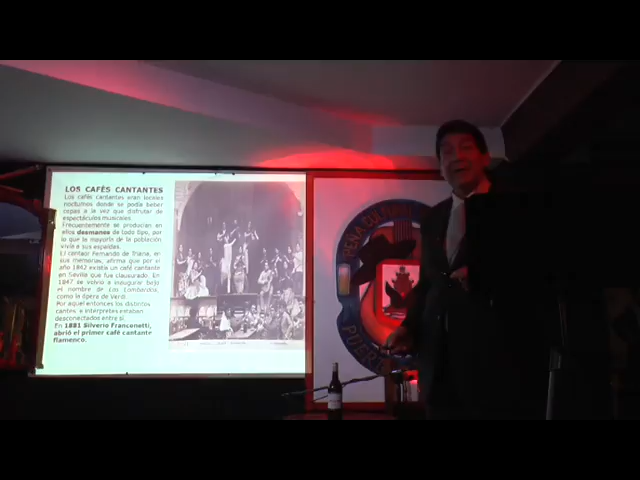 LOS CAFÉS CANTANTES
Los cafés cantantes eran locales
nocturnos donde se podía beber
copas a la vez que disfrutar de
espectáculos musicales.
Frecuentemente se producían en
ellos desmanes de todo tipo, por
lo que la mayoría de la población
vivía a sus espaldas.
El cantaor Fernando de Triana, en
sus memorias, afirma que por el
año 1842 existía un café cantante
en Sevilla que fue clausurado. En
1847 se volvió a inaugurar bajo
el nombre de Los Lombardos,
como la ópera de Verdi.
Por aquel entonces los distintos
cantes e intérpretes estaban
desconectados entre sí.
En 1881 Silverio Franconetti,
abrió el primer café cantante
flamenco.
PEÑA CUL
PUER